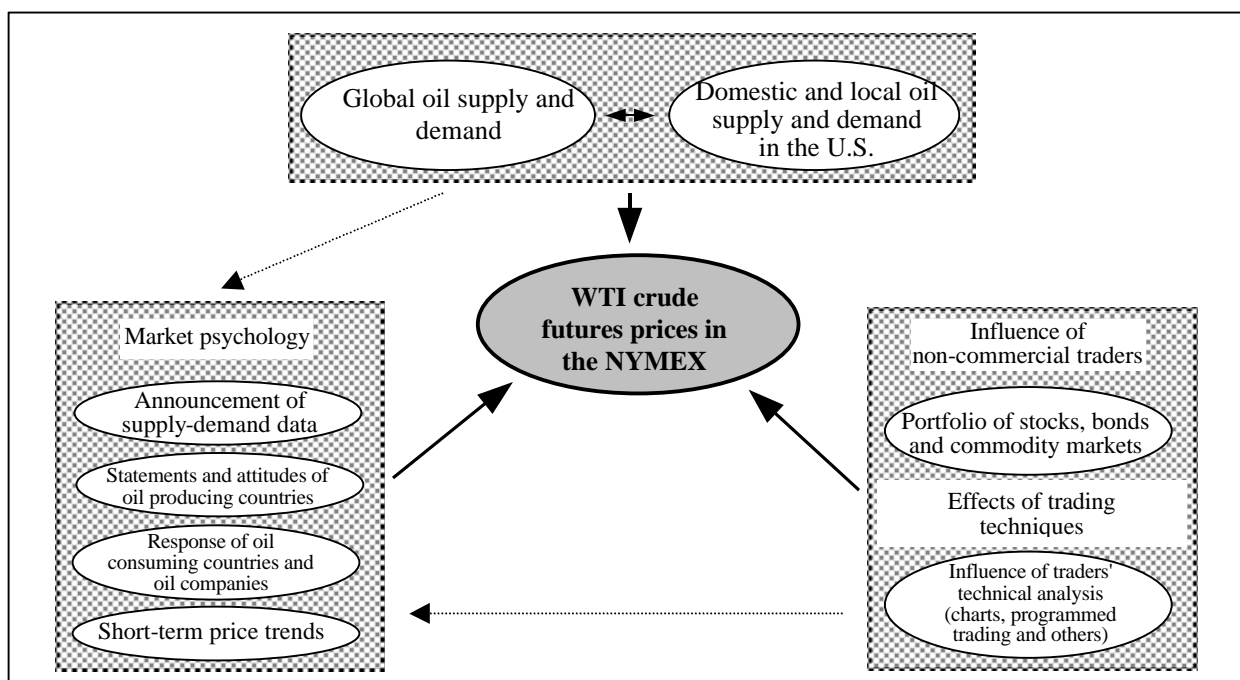 Global oil supply and
demand
Domestic and local oil
supply and demand
in the U.S.
WTI crude
futures prices in
the NYMEX
Market psychology
Announcement of
supply-demand data
Statements and attitudes of
oil producing countries
Response of oil
consuming countries and
oil companies
Short-term price trends
Influence of
non-commercial traders
Portfolio of stocks, bonds
and commodity markets
Effects of trading
techniques
Influence of traders'
technical analysis
(charts, programmed
trading and others)